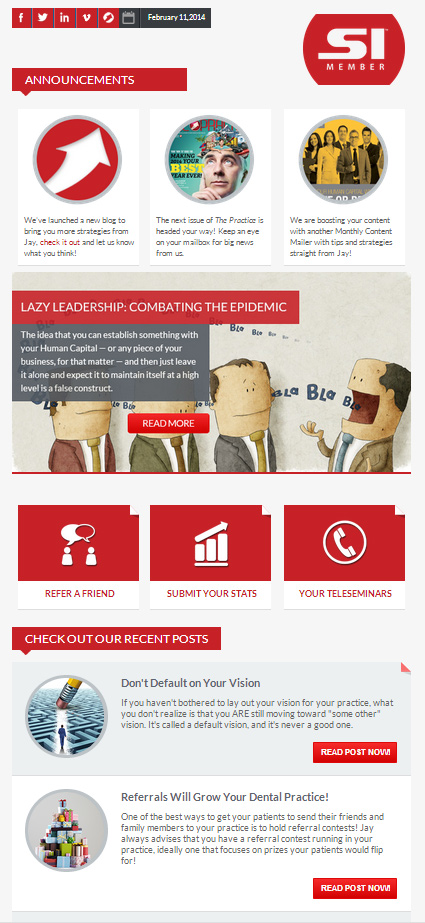 February 11,2014
SI
MEMBER
ANNOUNCEMENTS
MAKING
2014 YOUR
BEST
YEAR EVER!
We've launched a new blog to
bring you more strategies from
Jay, check it out and let us know
what you think!
The next issue of The Practice is
headed your way! Keep an eye
on your mailbox for big news
from us.
We are boosting your content
with another Monthly Content
Mailer with tips and strategies
straight from Jay!
LAZY LEADERSHIP: COMBATING THE EPIDEMIC
The idea that you can establish something with
your Human Capital — or any piece of your
business, for that matter — and then just leave
it alone and expect it to maintain itself at a high
level is a false construct.
Bla Bla Bla Bla Bla
Bla Bla Bla
READ MORE
REFER A FRIEND
SUBMIT YOUR STATS
YOUR TELESEMINARS
CHECK OUT OUR RECENT POSTS
Don't Default on Your Vision
If you haven't bothered to lay out your vision for your practice, what
you don't realize is that you ARE still moving toward "some other"
vision. It's called a default vision, and it's never a good one.
READ POST NOW!
Referrals Will Grow Your Dental Practice!
One of the best ways to get your patients to send their friends and
family members to your practice is to hold referral contests! Jay
always advises that you have a referral contest running in your
practice, ideally one that focuses on prizes your patients would flip
for!
READ POST NOW!